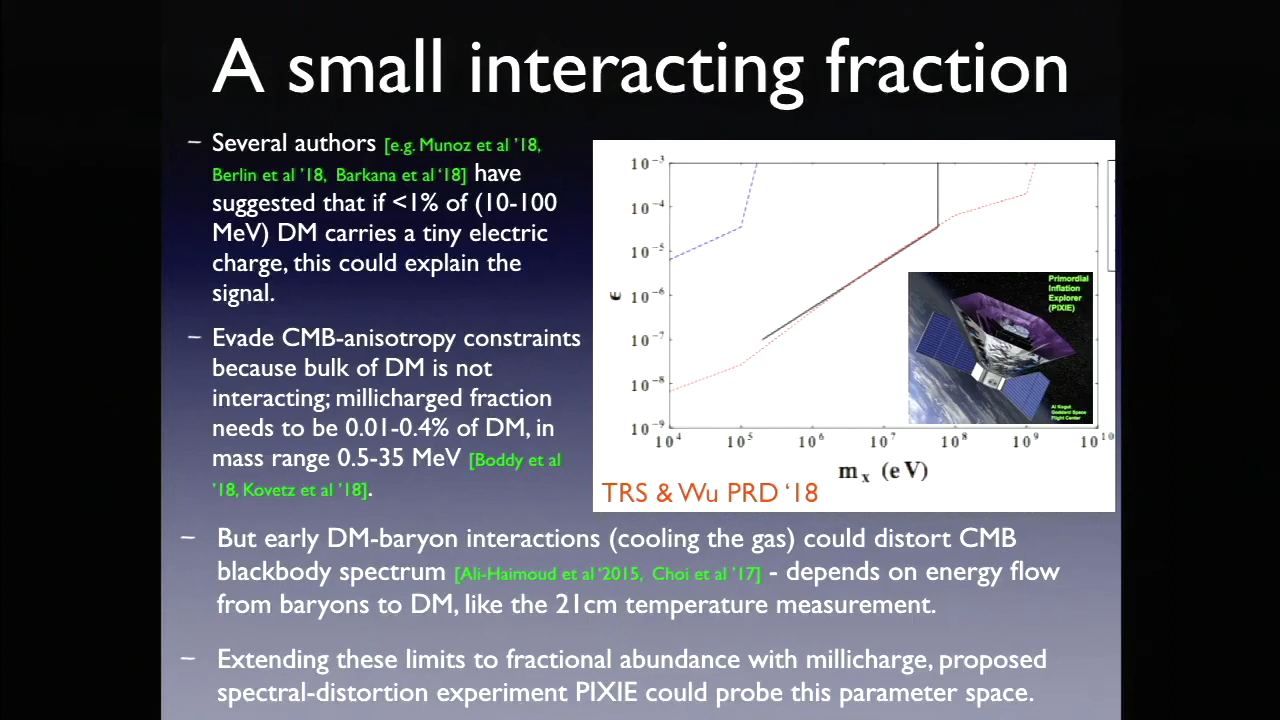 A small interacting fraction
– Several authors [e.g. Munoz et al '18,
Berlin et al '18, Barkana et al '18] have
suggested that if <1% of (10-100
MeV) DM carries a tiny electric
charge, this could explain the
signal.
– Evade CMB-anisotropy constraints
because bulk of DM is not
interacting; millicharged fraction
needs to be 0.01-0.4% of DM, in
mass range 0.5-35 MeV [Boddy et al
'18, Kovetz et al '18].
10⁻³
10⁻⁴
10⁻⁵
10⁻⁶
10⁻⁷
10⁻⁸
10⁻⁹
ϵ
10⁴ 10⁵ 10⁶ 10⁷ 10⁸ 10⁹ 10¹⁰
mₓ (eV)
Primordial
Inflation
Explorer
(PIXIE)
Al Kogut
Goddard Space
Flight Center
TRS & Wu PRD '18
– But early DM-baryon interactions (cooling the gas) could distort CMB
blackbody spectrum [Ali-Haimoud et al '2015, Choi et al '17] - depends on energy flow
from baryons to DM, like the 21cm temperature measurement.
– Extending these limits to fractional abundance with millicharge, proposed
spectral-distortion experiment PIXIE could probe this parameter space.